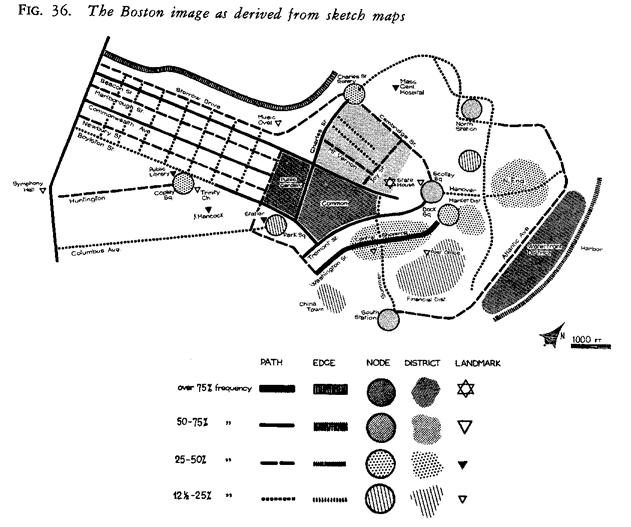 FIG. 36. The Boston image as derived from sketch maps
Charles St.
Rotary
Mass
Genl.
Hospital
Beacon St.
Storrow Drive
Marlborough St.
Commonwealth Ave
Newbury St.
Boylston St.
Music
Oval
Charles St
Cambridge St.
North
Station
Public
Library
Copley
Sq.
Trinity
Ch.
J. Hancock
Public
Garden
State
House
Scollay
Sq
Hanover
Symphony
Hall
Huntington
Common
Dock
Sq
Market Dist.
Statler
Park Sq
Columbus Ave.
Tremont St.
Washington St.
Atlantic Ave.
Waterfront
District
Harbor
China
Town
Financial Dist.
South
Station
N
1000 FT
PATH EDGE NODE DISTRICT LANDMARK
over 75% frequency
50-75% "
25-50% "
12½-25% "